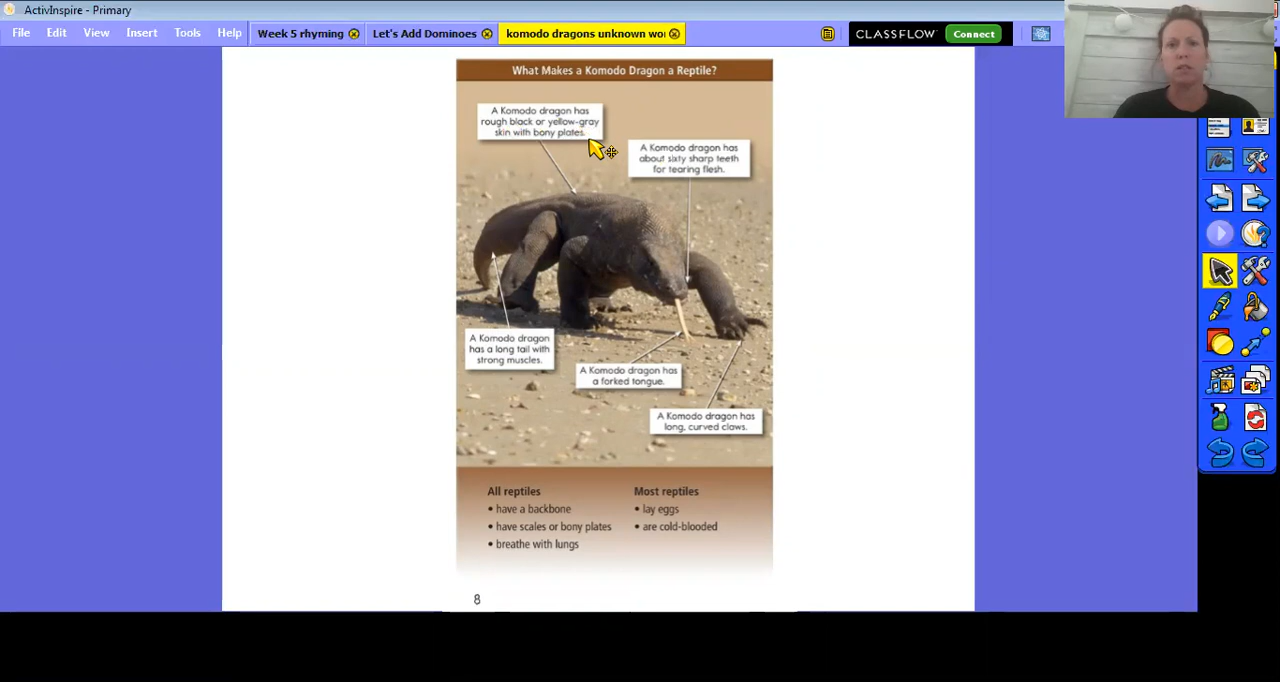 ActivInspire - Primary
File Edit View Insert Tools Help
Week 5 rhyming
Let's Add Dominoes
komodo dragons unknown wo
CLASSFLOW Connect
What Makes a Komodo Dragon a Reptile?
A Komodo dragon has
rough black or yellow-gray
skin with bony plates.
A Komodo dragon has
about sixty sharp teeth
for tearing flesh.
A Komodo dragon
has a long tail with
strong muscles.
A Komodo dragon has
a forked tongue.
A Komodo dragon has
long, curved claws.
All reptiles
• have a backbone
• have scales or bony plates
• breathe with lungs
Most reptiles
• lay eggs
• are cold-blooded
8